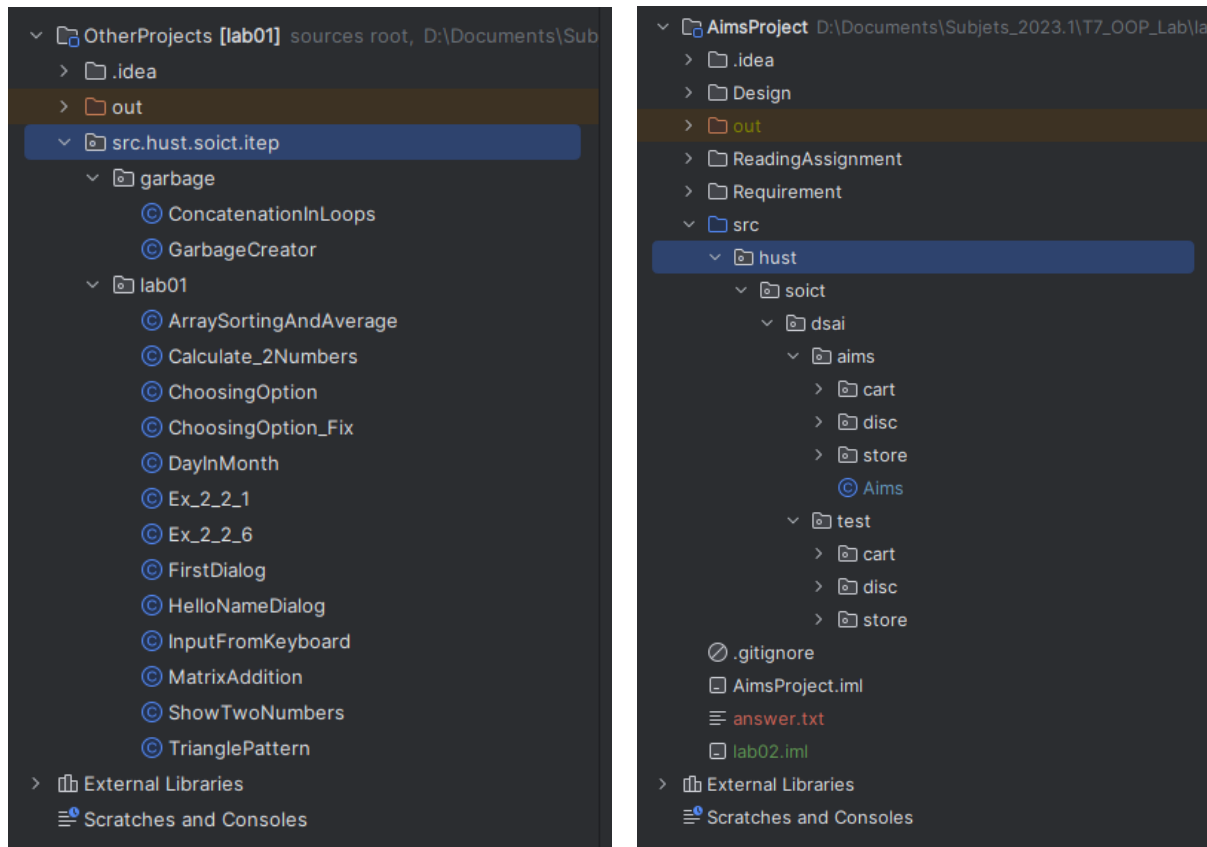 OtherProjects [lab01] sources root, D:\Documents\Sub
.idea
out
src.hust.soict.itep
garbage
ConcatenationInLoops
GarbageCreator
lab01
ArraySortingAndAverage
Calculate_2Numbers
ChoosingOption
ChoosingOption_Fix
DayInMonth
Ex_2_2_1
Ex_2_2_6
FirstDialog
HelloNameDialog
InputFromKeyboard
MatrixAddition
ShowTwoNumbers
TrianglePattern
External Libraries
Scratches and Consoles
AimsProject D:\Documents\Subjets_2023.1\T7_OOP_Lab\la
.idea
Design
out
ReadingAssignment
Requirement
src
hust
soict
dsai
aims
cart
disc
store
Aims
test
cart
disc
store
.gitignore
AimsProject.iml
answer.txt
lab02.iml
External Libraries
Scratches and Consoles